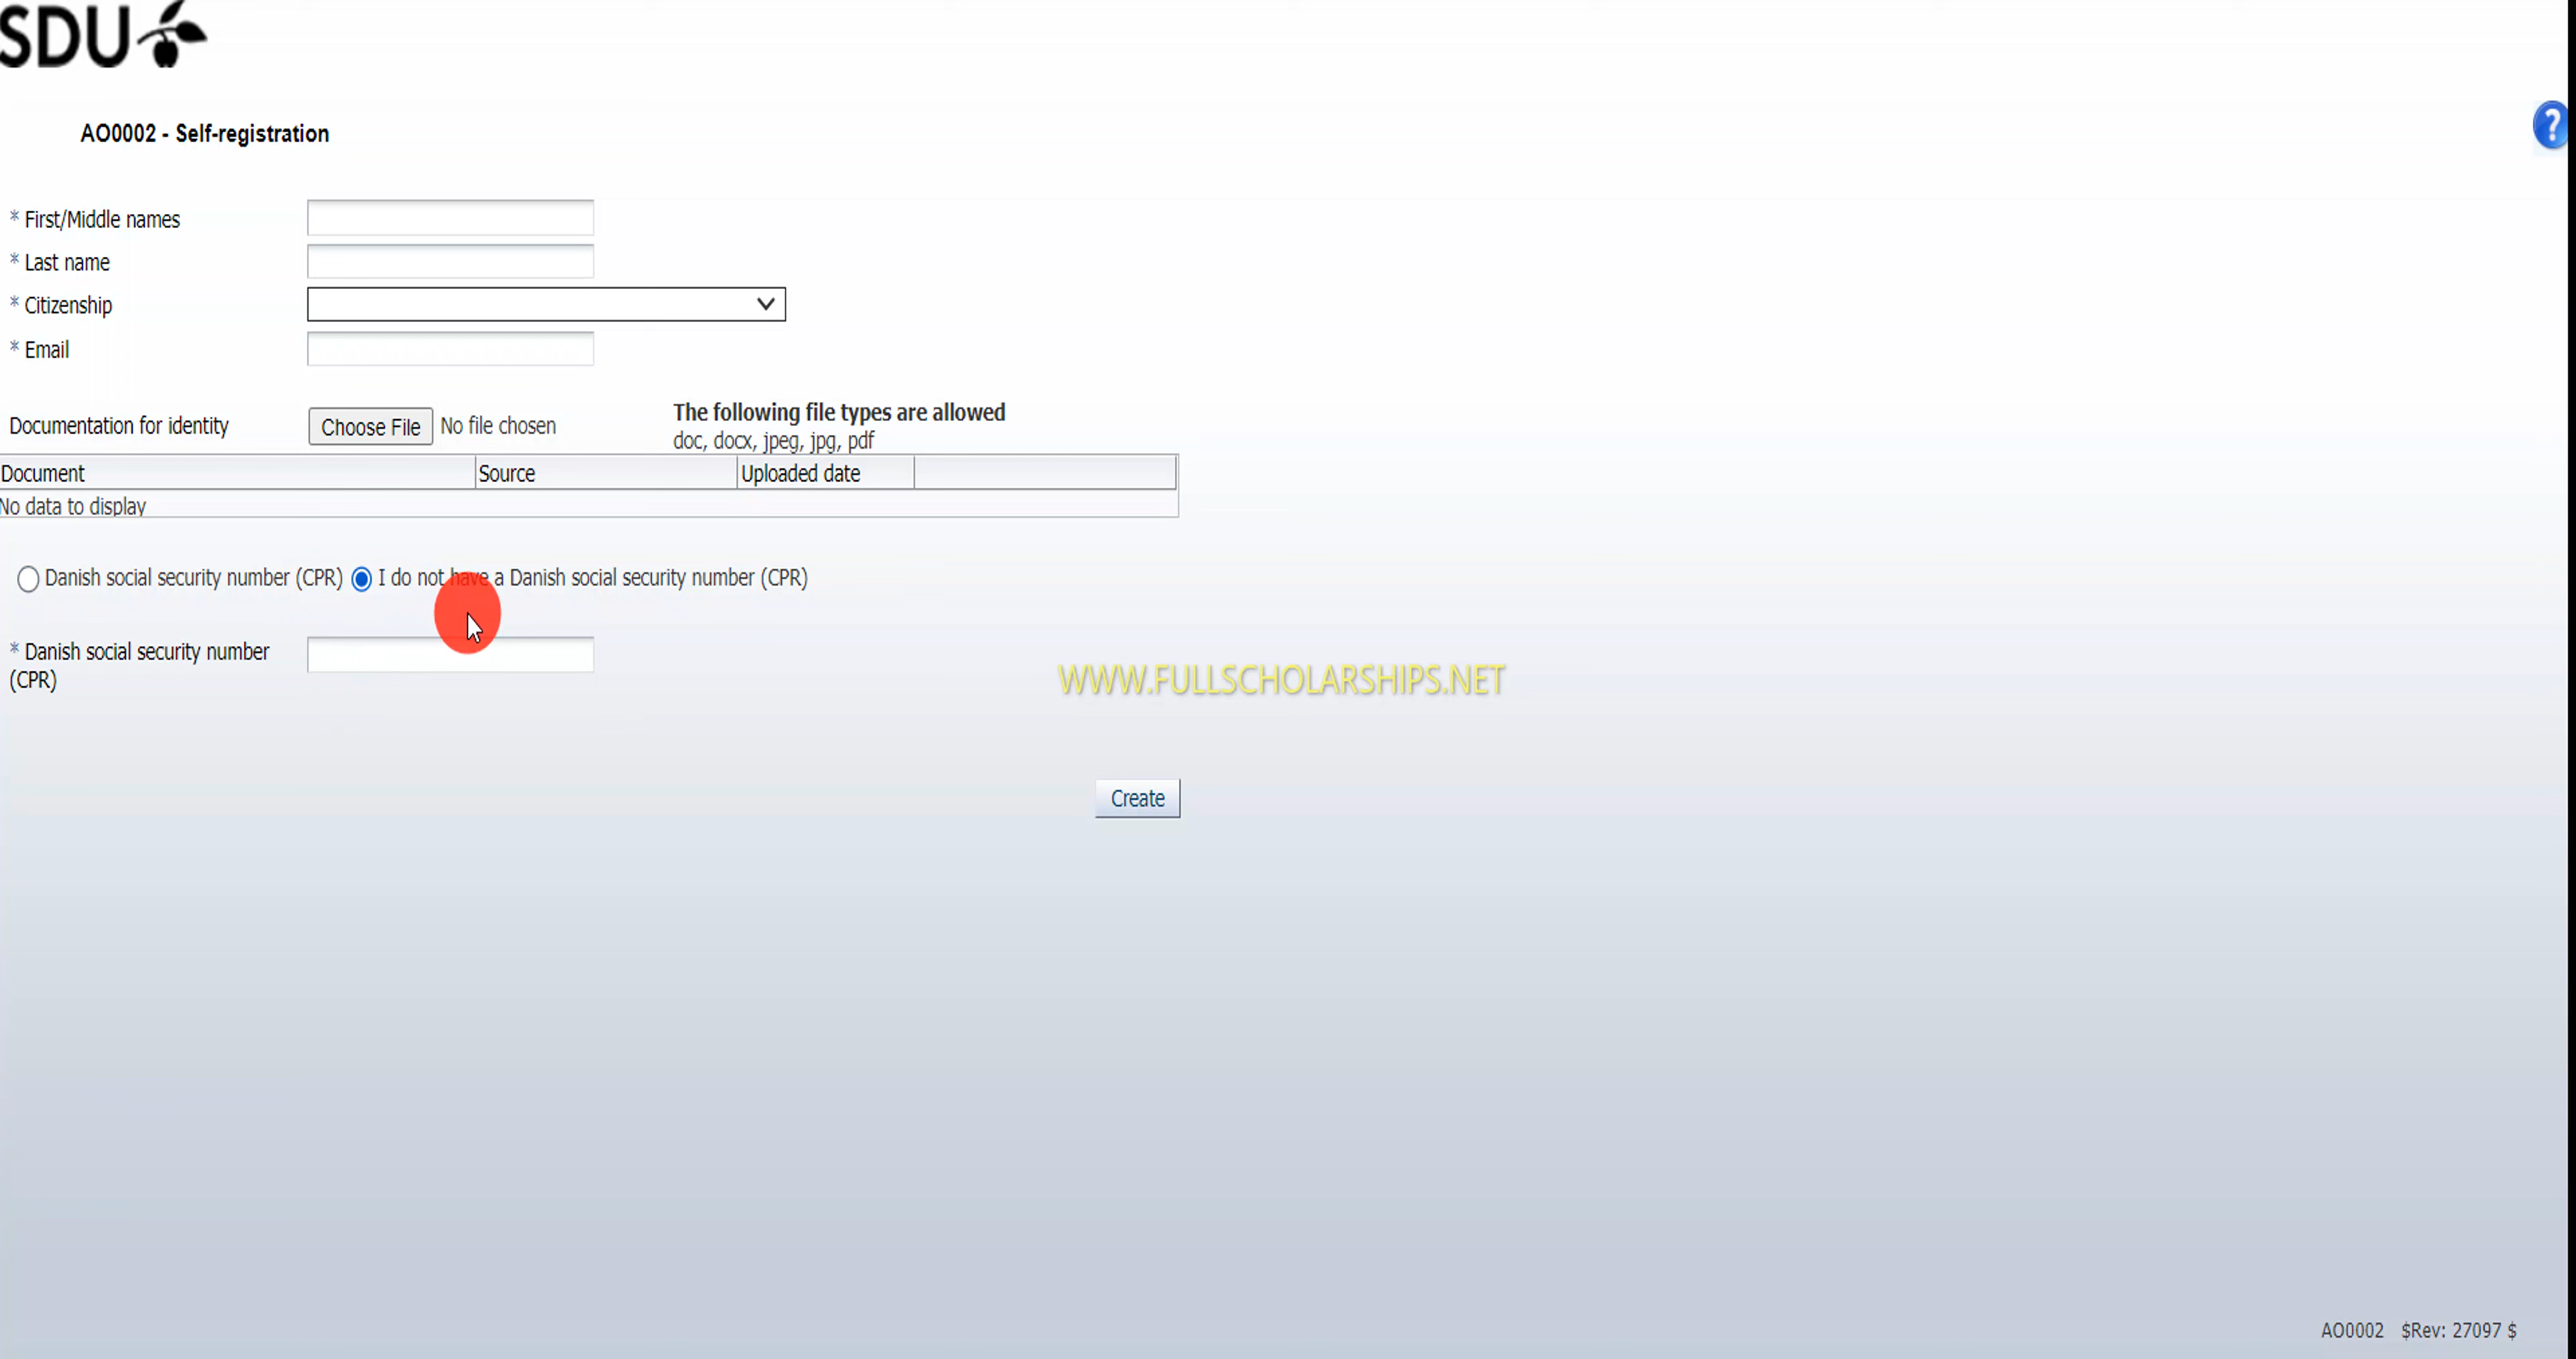 SDU
AO0002 - Self-registration
?
* First/Middle names
* Last name
* Citizenship
* Email
Documentation for identity Choose File No file chosen
The following file types are allowed
doc, docx, jpeg, jpg, pdf
Document Source Uploaded date
No data to display
Danish social security number (CPR) I do not have a Danish social security number (CPR)
* Danish social security number
(CPR)
WWW.FULLSCHOLARSHIPS.NET
Create
AO0002 $Rev: 27097 $